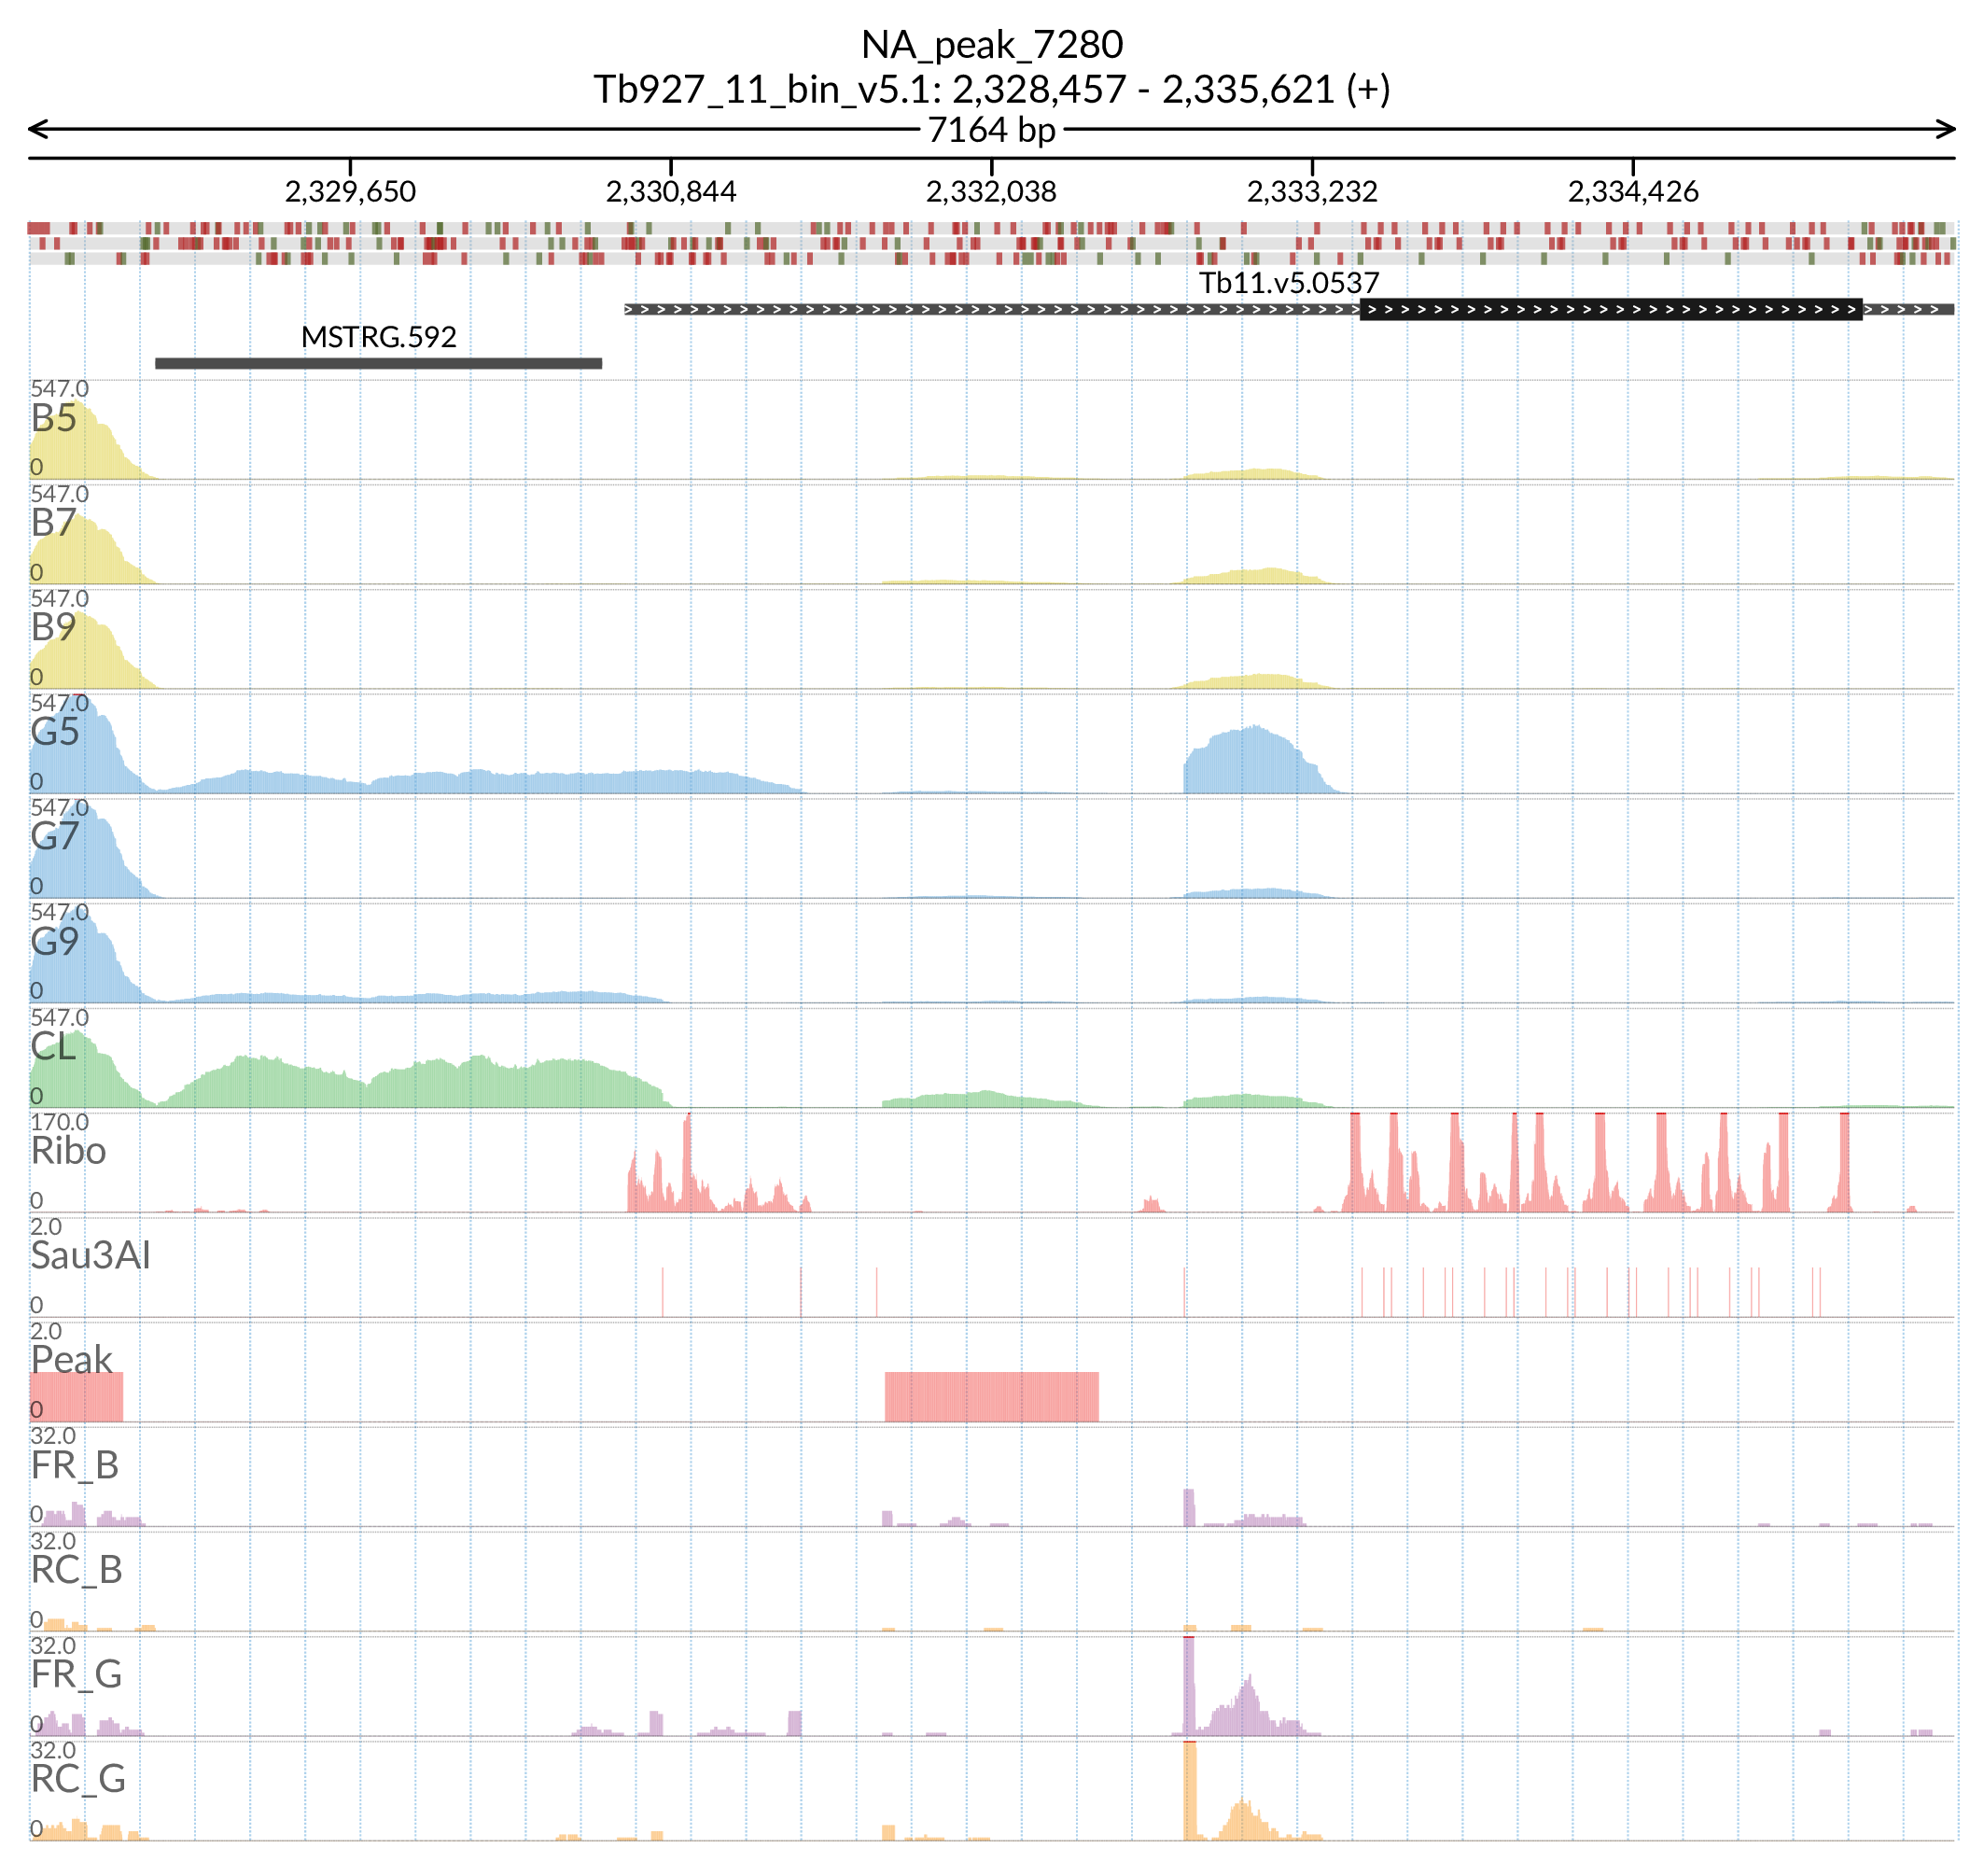 NA_peak_7280
Tb927_11_bin_v5.1: 2,328,457 - 2,335,621 (+)
7164 bp
2,329,650 2,330,844 2,332,038 2,333,232 2,334,426
Tb11.v5.0537
MSTRG.592
547.0
B5
0
547.0
B7
0
547.0
B9
0
547.0
G5
0
547.0
G7
0
547.0
G9
0
547.0
CL
0
170.0
Ribo
0
2.0
Sau3AI
0
2.0
Peak
0
32.0
FR_B
0
32.0
RC_B
0
32.0
FR_G
0
32.0
RC_G
0